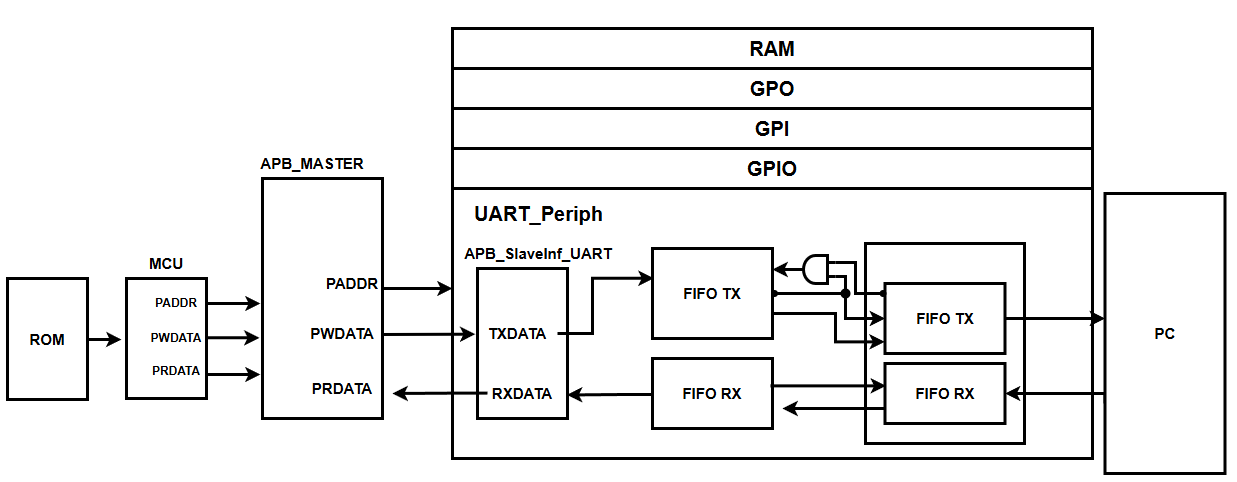 RAM
GPO
GPI
GPIO
APB_MASTER
UART_Periph
APB_SlaveInf_UART
MCU
PADDR
FIFO TX
PADDR
FIFO TX
TXDATA
PWDATA
PC
ROM
PWDATA
PRDATA
PRDATA
RXDATA
FIFO RX
FIFO RX